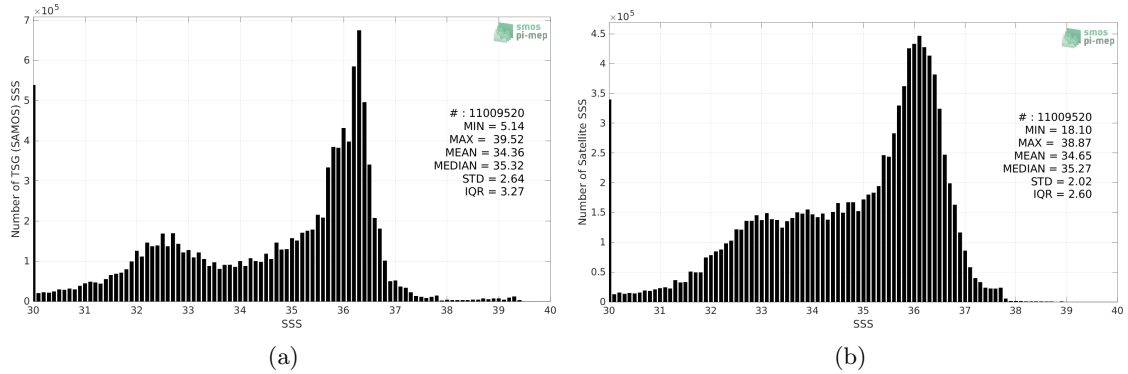 ×10⁵
7
6
5
4
3
2
1
0
Number of TSG (SAMOS) SSS
smos
pi-mep
# : 11009520
MIN = 5.14
MAX = 39.52
MEAN = 34.36
MEDIAN = 35.32
STD = 2.64
IQR = 3.27
30 31 32 33 34 35 36 37 38 39 40
SSS
(a)
×10⁵
4.5
4
3.5
3
2.5
2
1.5
1
0.5
0
Number of Satellite SSS
smos
pi-mep
# : 11009520
MIN = 18.10
MAX = 38.87
MEAN = 34.65
MEDIAN = 35.27
STD = 2.02
IQR = 2.60
30 31 32 33 34 35 36 37 38 39 40
SSS
(b)